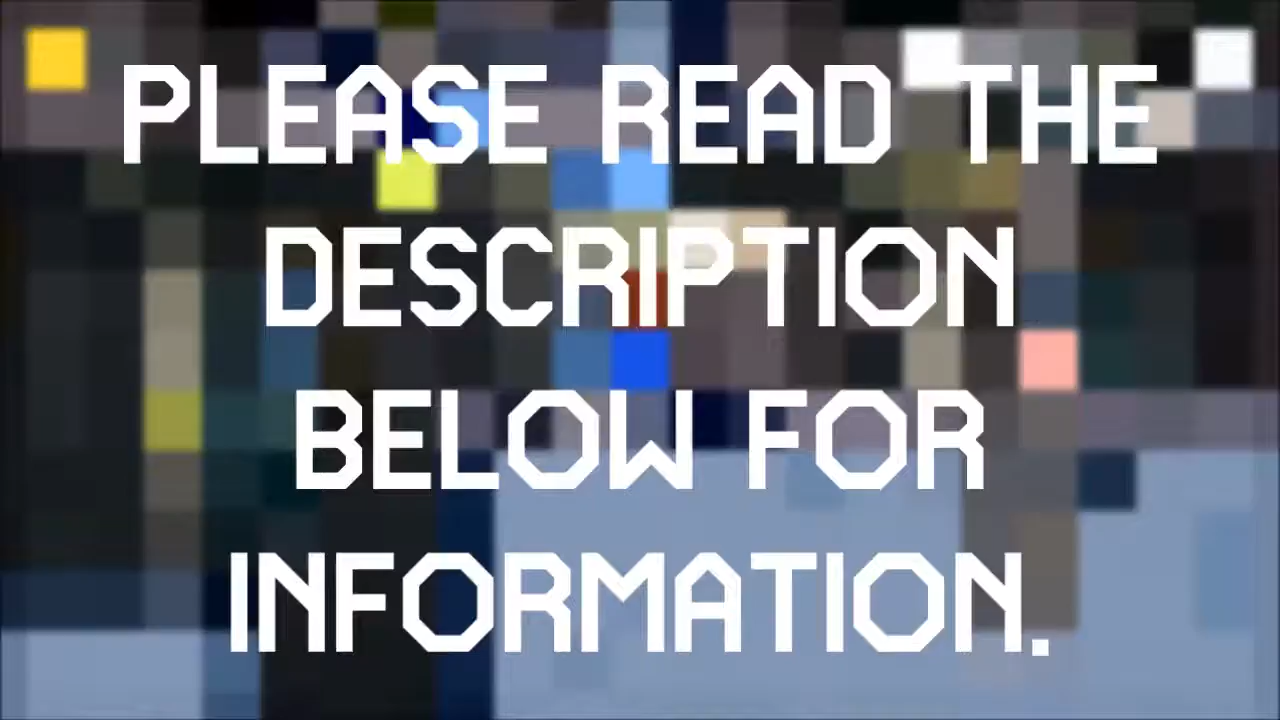 PLEASE READ THE
DESCRIPTION
BELOW FOR
INFORMATION.